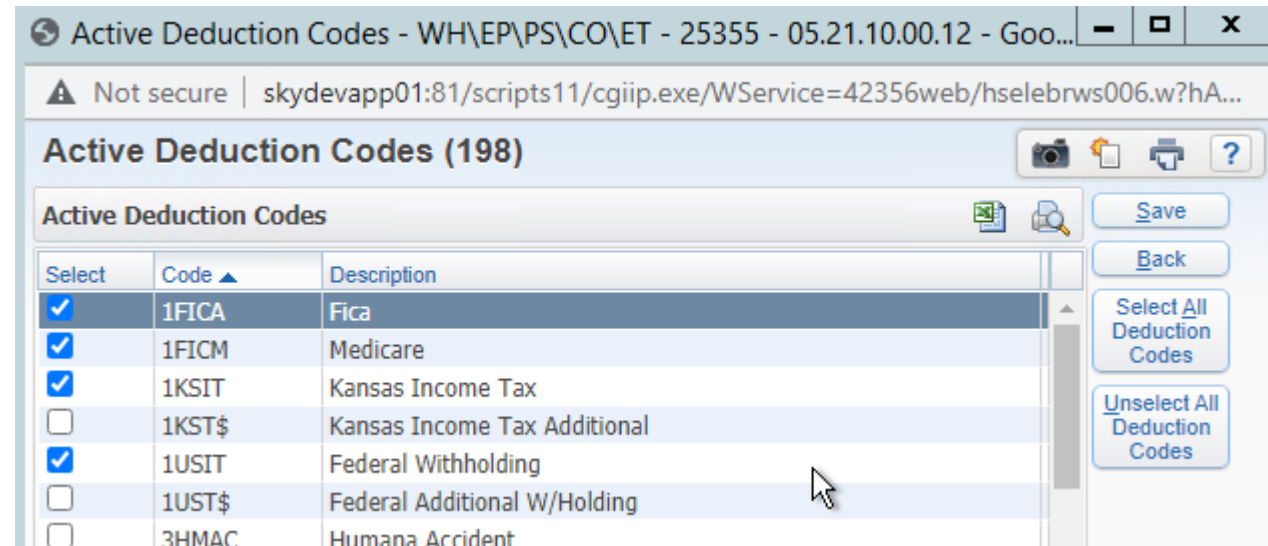 Active Deduction Codes - WH\EP\PS\CO\ET - 25355 - 05.21.10.00.12 - Goo...
Not secure | skydevapp01:81/scripts11/cgiip.exe/WService=42356web/hselebrws006.w?hA...
Active Deduction Codes (198)
?
Active Deduction Codes
Save
Back
Select All
Deduction
Codes
Unselect All
Deduction
Codes
Select Code Description
1FICA Fica
1FICM Medicare
1KSIT Kansas Income Tax
1KST$ Kansas Income Tax Additional
1USIT Federal Withholding
1UST$ Federal Additional W/Holding
3HMAC Humana Accident